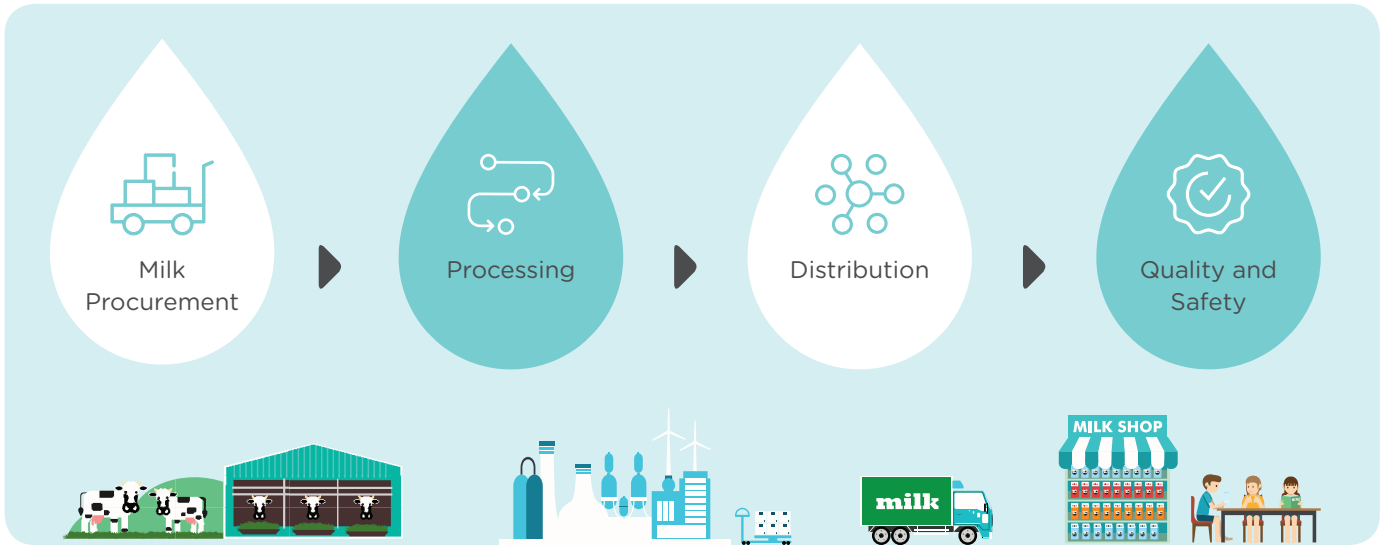 Milk
Procurement
Processing
Distribution
Quality and
Safety
milk
MILK SHOP